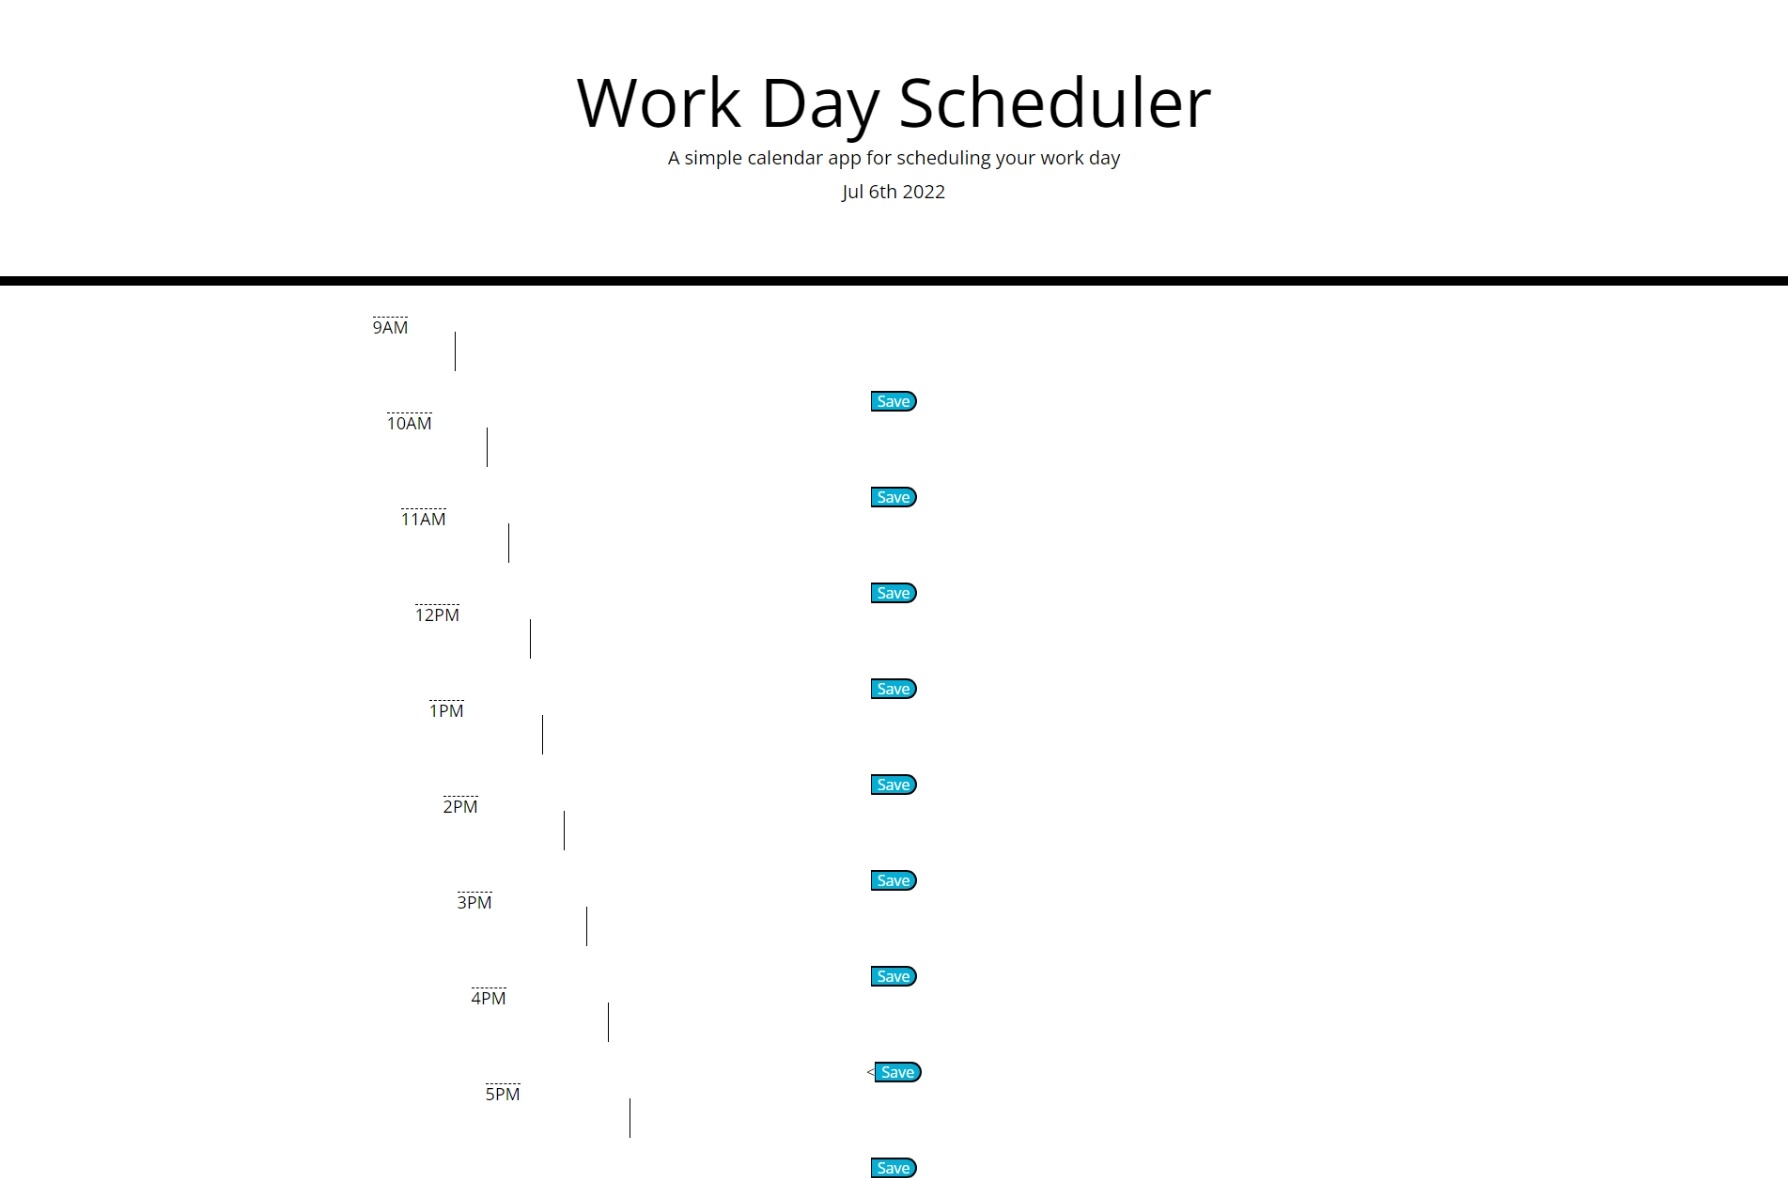 Work Day Scheduler
A simple calendar app for scheduling your work day
Jul 6th 2022
9AM
Save
10AM
Save
11AM
Save
12PM
Save
1PM
Save
2PM
Save
3PM
Save
4PM
<Save
5PM
Save